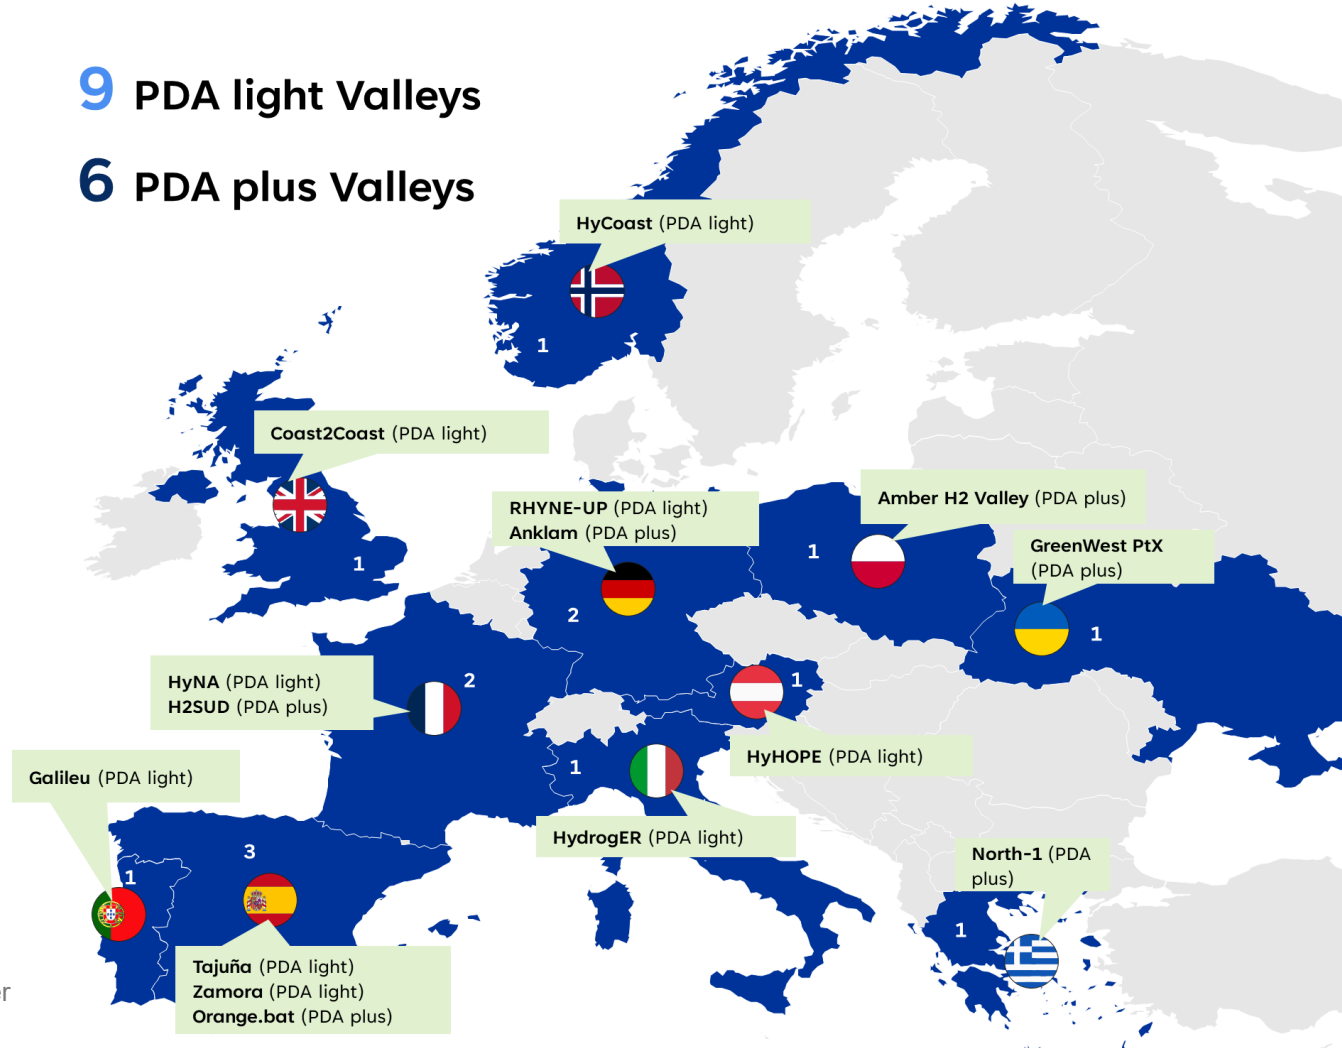 9 PDA light Valleys
6 PDA plus Valleys
HyCoast (PDA light)
1
Coast2Coast (PDA light)
1
RHYNE-UP (PDA light)
Anklam (PDA plus)
2
Amber H2 Valley (PDA plus)
1
GreenWest PtX
(PDA plus)
1
HyNA (PDA light)
H2SUD (PDA plus)
2
1
HyHOPE (PDA light)
1
HydrogER (PDA light)
Galileu (PDA light)
1
3
Tajuña (PDA light)
Zamora (PDA light)
Orange.bat (PDA plus)
North-1 (PDA
plus)
1
er